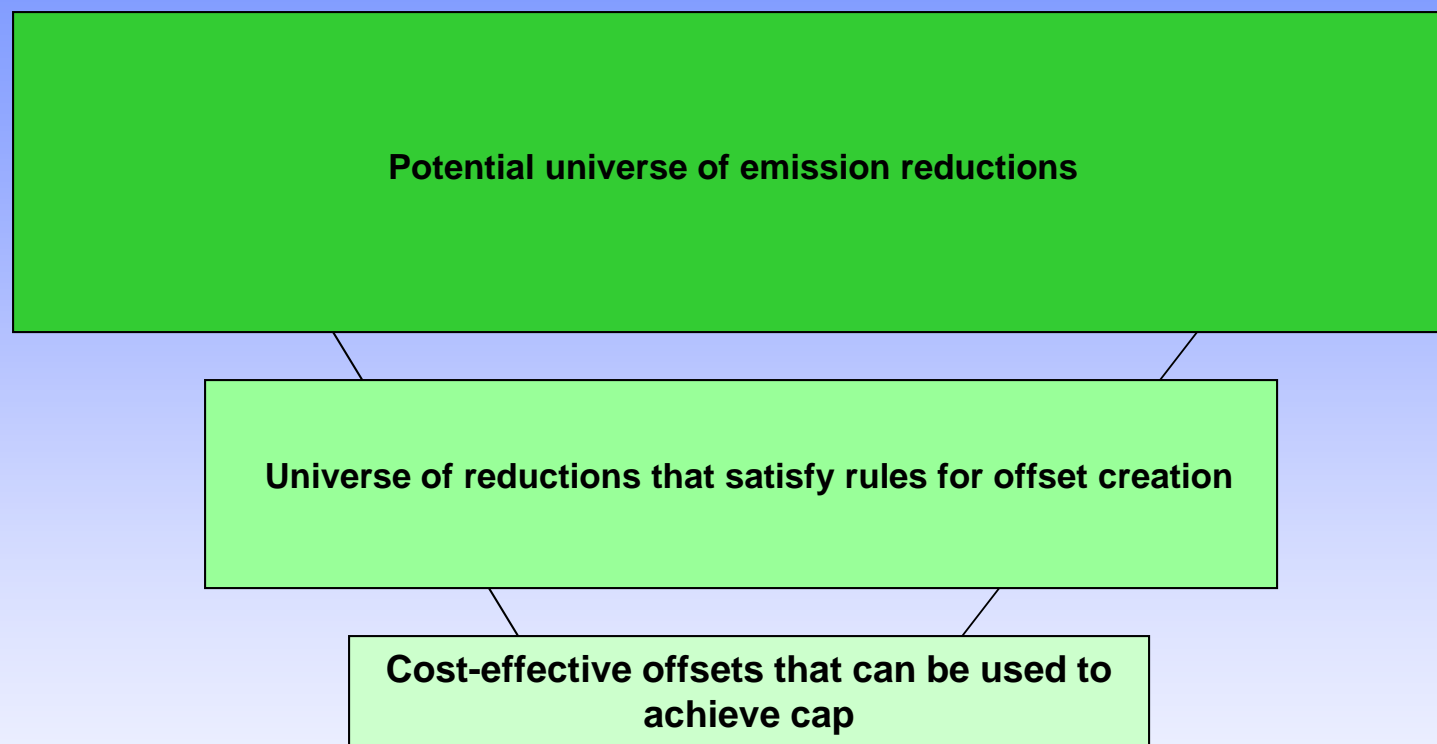 Potential universe of emission reductions
Universe of reductions that satisfy rules for offset creation
Cost-effective offsets that can be used to
achieve cap